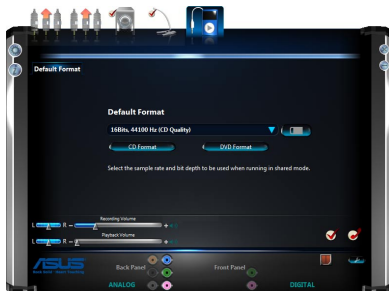 Default Format
Default Format
16Bits, 44100 Hz (CD Quality)
CD Format
DVD Format
Select the sample rate and bit depth to be used when running in shared mode.
Recording Volume
L R - +
Playback Volume
L R - +
ASUS
Back Panel
Front Panel
ANALOG
DIGITAL